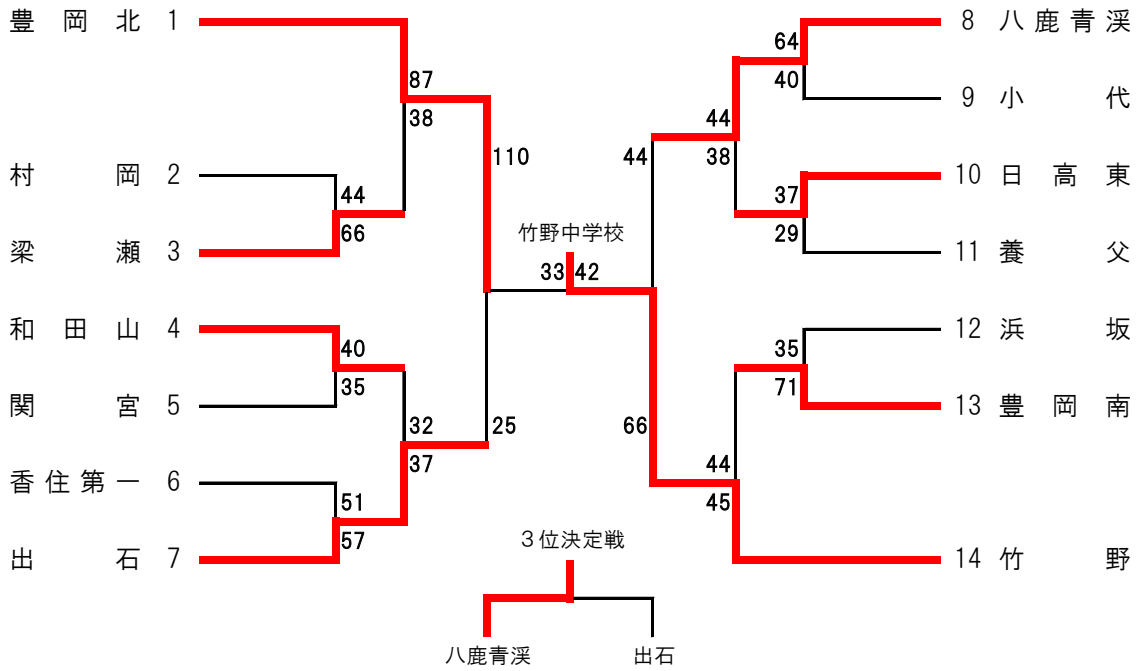 豊岡北 1
村岡 2
梁瀬 3
和田山 4
関宮 5
香住第一 6
出石 7
87
38
44
66
40
35
32
37
51
57
110
25
竹野中学校
33 42
44
66
64
40
44
38
37
29
35
71
44
45
8 八鹿青渓
9 小代
10 日高東
11 養父
12 浜坂
13 豊岡南
14 竹野
３位決定戦
八鹿青渓 出石